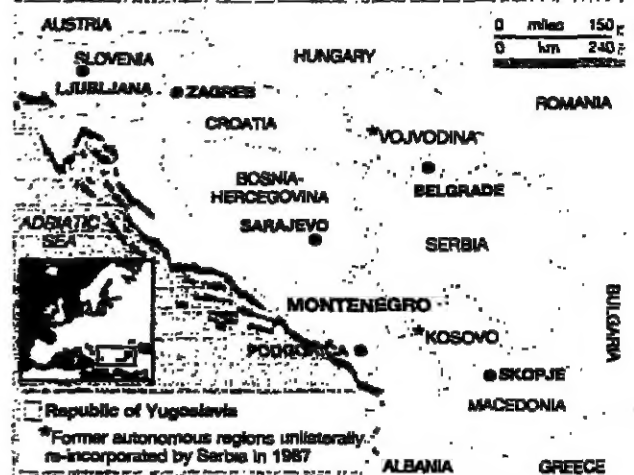 AUSTRIA
0 miles 150
0 km 240
HUNGARY
SLOVENIA
LJUBLJANA
ZAGREB
ROMANIA
CROATIA
*VOJVODINA
BOSNIA-
HERCEGOVINA
BELGRADE
ADRIATIC
SEA
SARAJEVO
SERBIA
BULGARIA
MONTENEGRO
*KOSOVO
PODGORICA
SKOPJE
MACEDONIA
Republic of Yugoslavia
*Former autonomous regions unilaterally
re-incorporated by Serbia in 1987
ALBANIA
GREECE